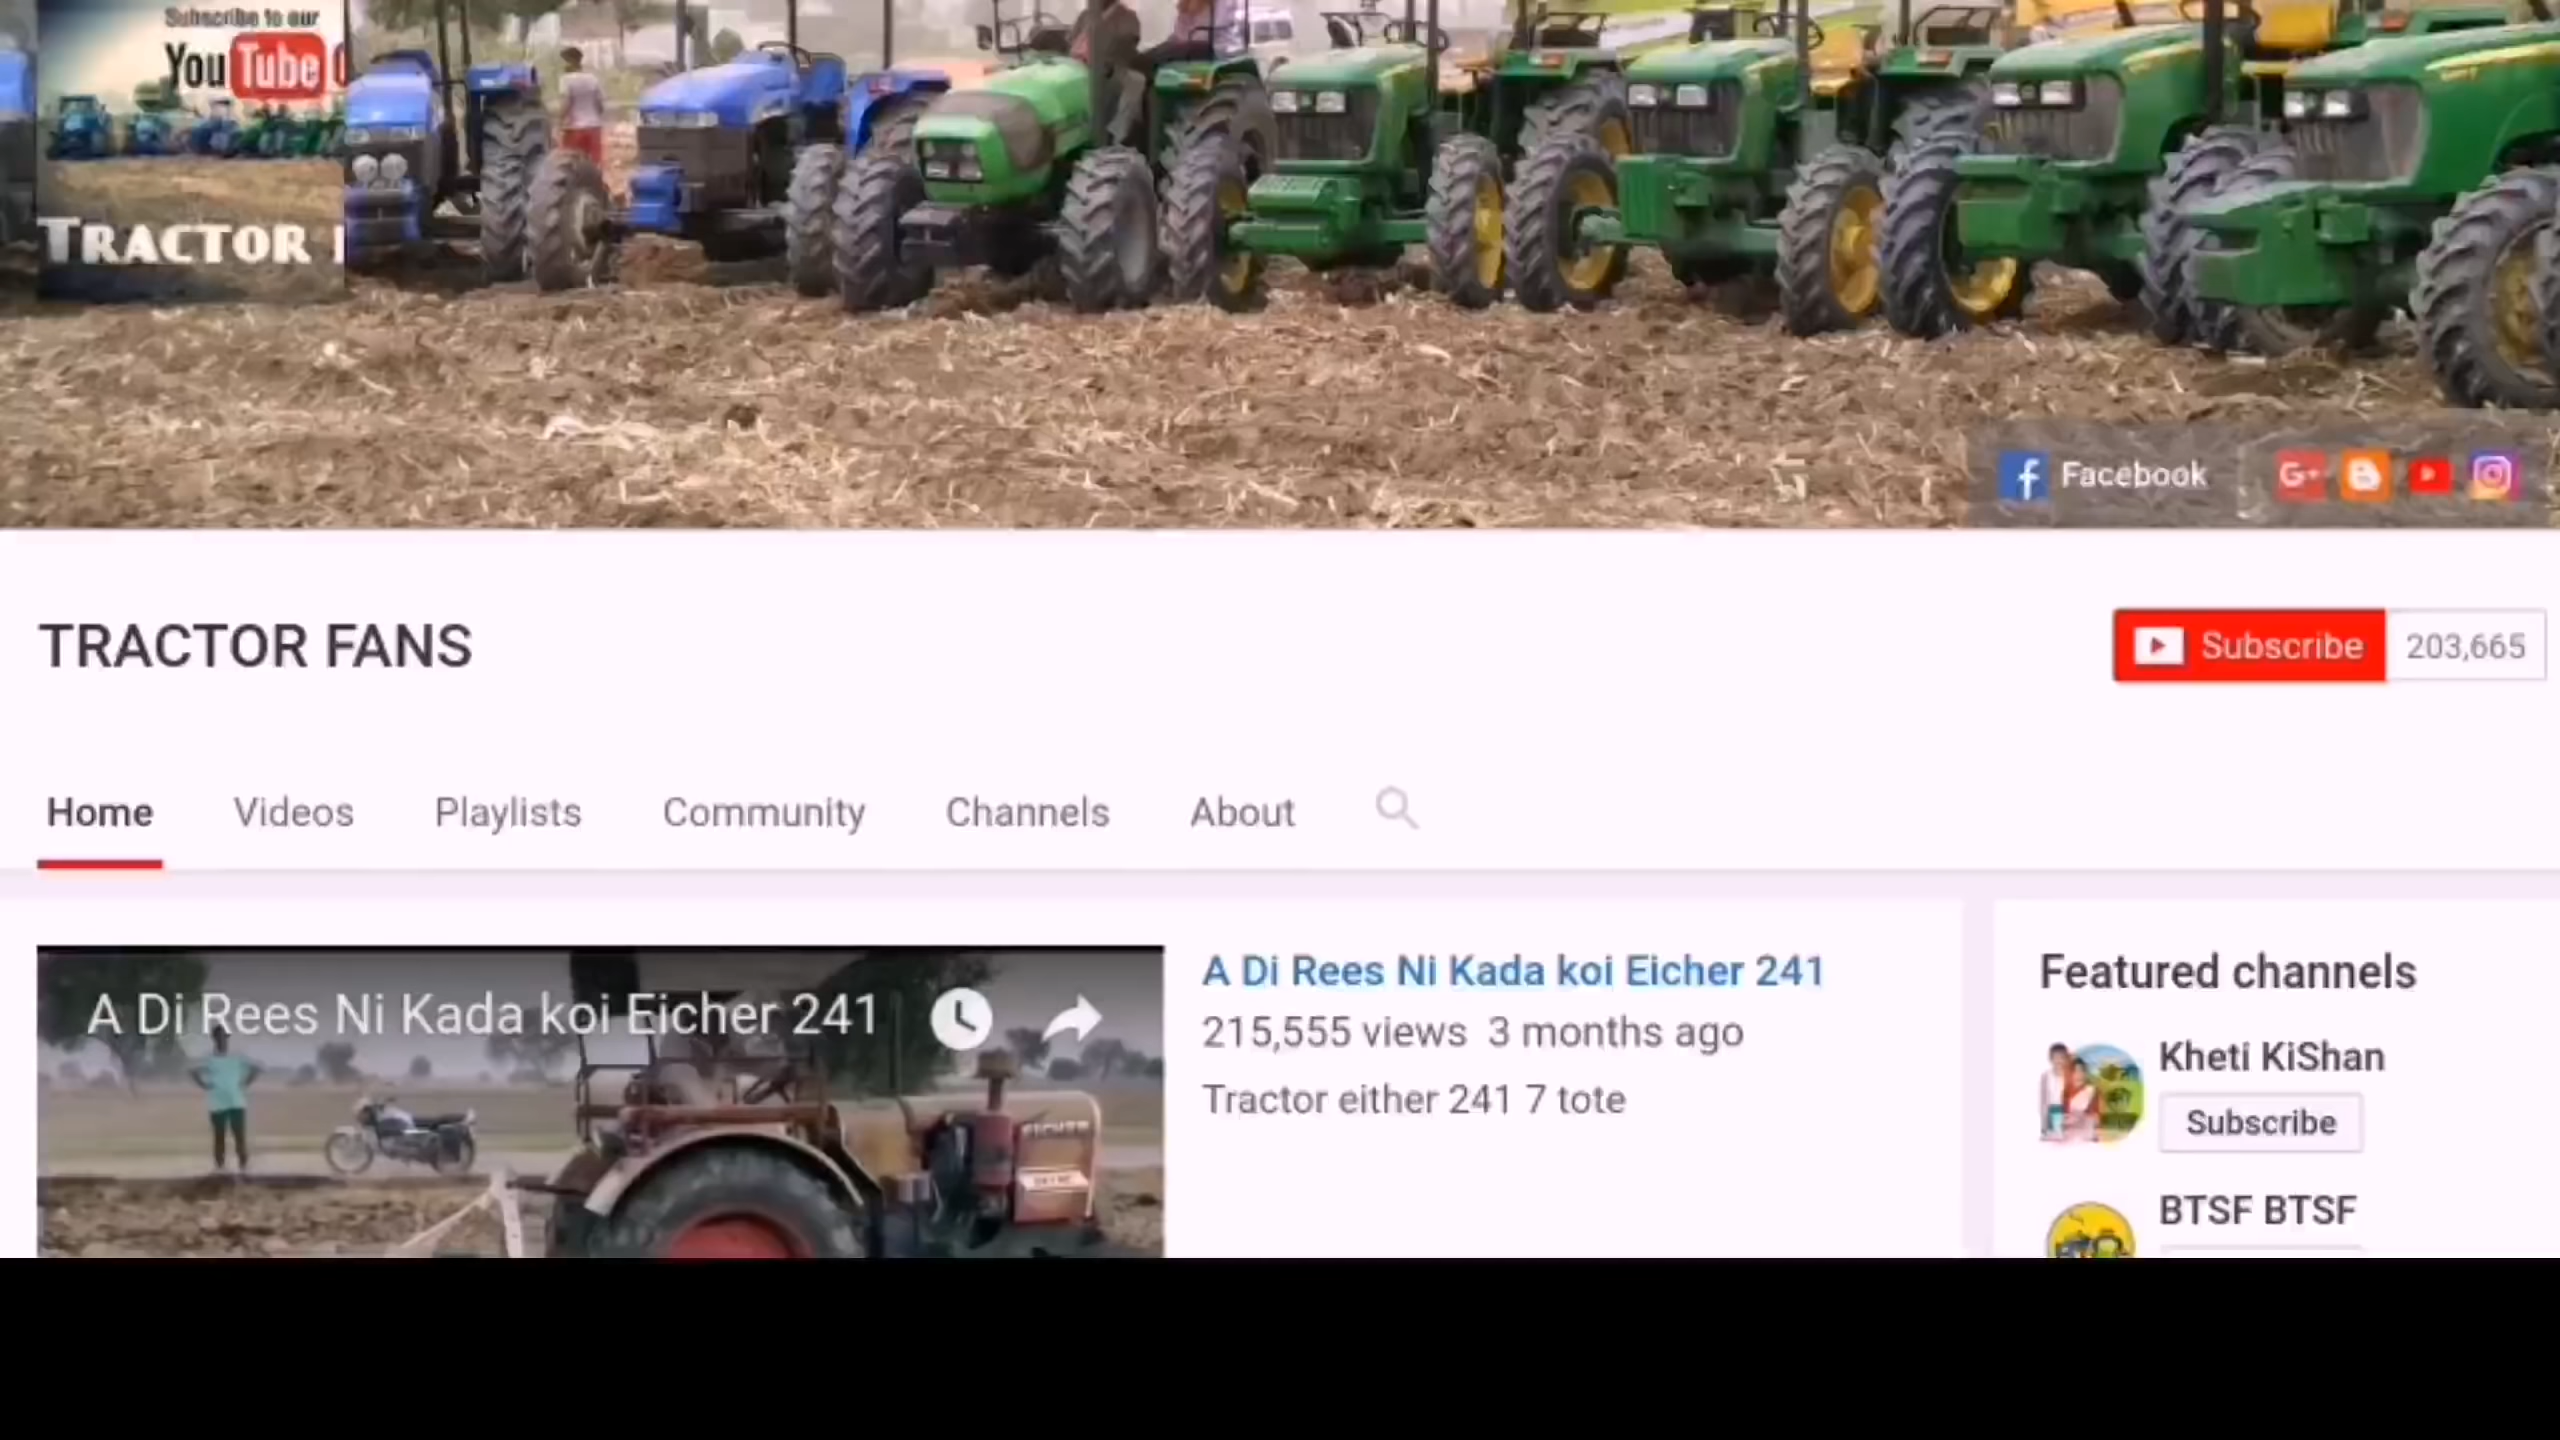 Subscribe to our
YouTube
TRACTOR
Facebook
G+
TRACTOR FANS
Subscribe 203,665
Home Videos Playlists Community Channels About
A Di Rees Ni Kada koi Eicher 241
EICHER
A Di Rees Ni Kada koi Eicher 241
215,555 views 3 months ago
Tractor either 241 7 tote
Featured channels
Kheti KiShan
Subscribe
BTSF BTSF